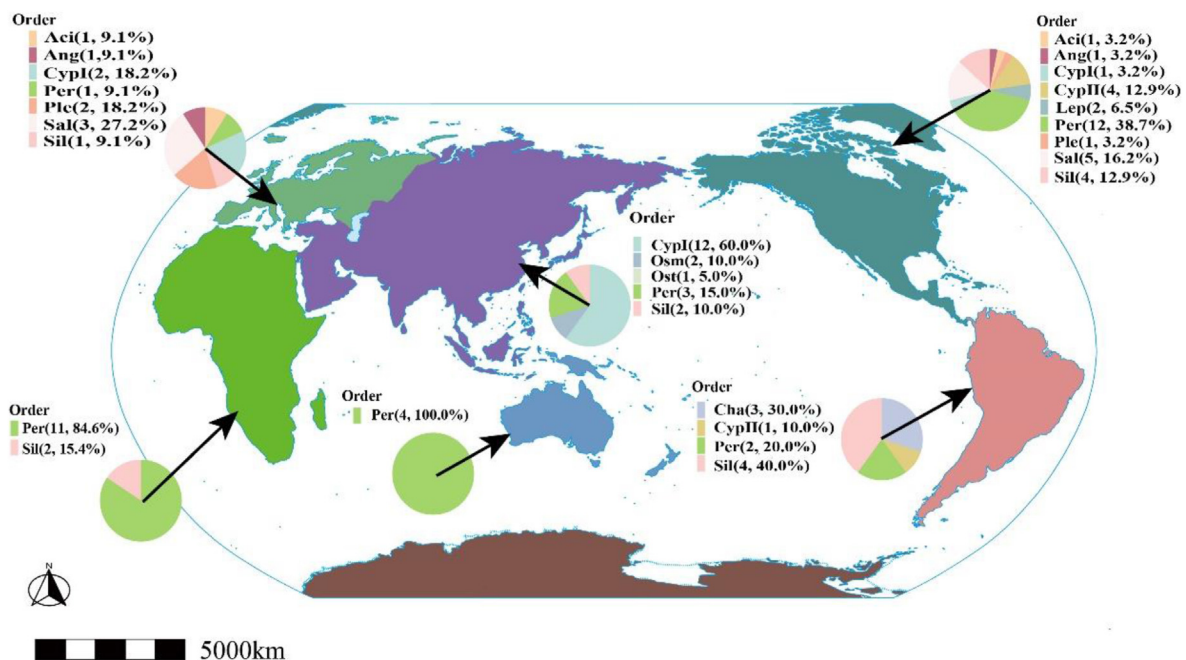 Order
Aci(1, 9.1%)
Ang(1,9.1%)
CypI(2, 18.2%)
Per(1, 9.1%)
Ple(2, 18.2%)
Sal(3, 27.2%)
Sil(1, 9.1%)
Order
Aci(1, 3.2%)
Ang(1, 3.2%)
CypI(1, 3.2%)
CypΠ(4, 12.9%)
Lep(2, 6.5%)
Per(12, 38.7%)
Ple(1, 3.2%)
Sal(5, 16.2%)
Sil(4, 12.9%)
Order
CypI(12, 60.0%)
Osm(2, 10.0%)
Ost(1, 5.0%)
Per(3, 15.0%)
Sil(2, 10.0%)
Order
Per(11, 84.6%)
Sil(2, 15.4%)
Order
Per(4, 100.0%)
Order
Cha(3, 30.0%)
CypΠ(1, 10.0%)
Per(2, 20.0%)
Sil(4, 40.0%)
N
5000km